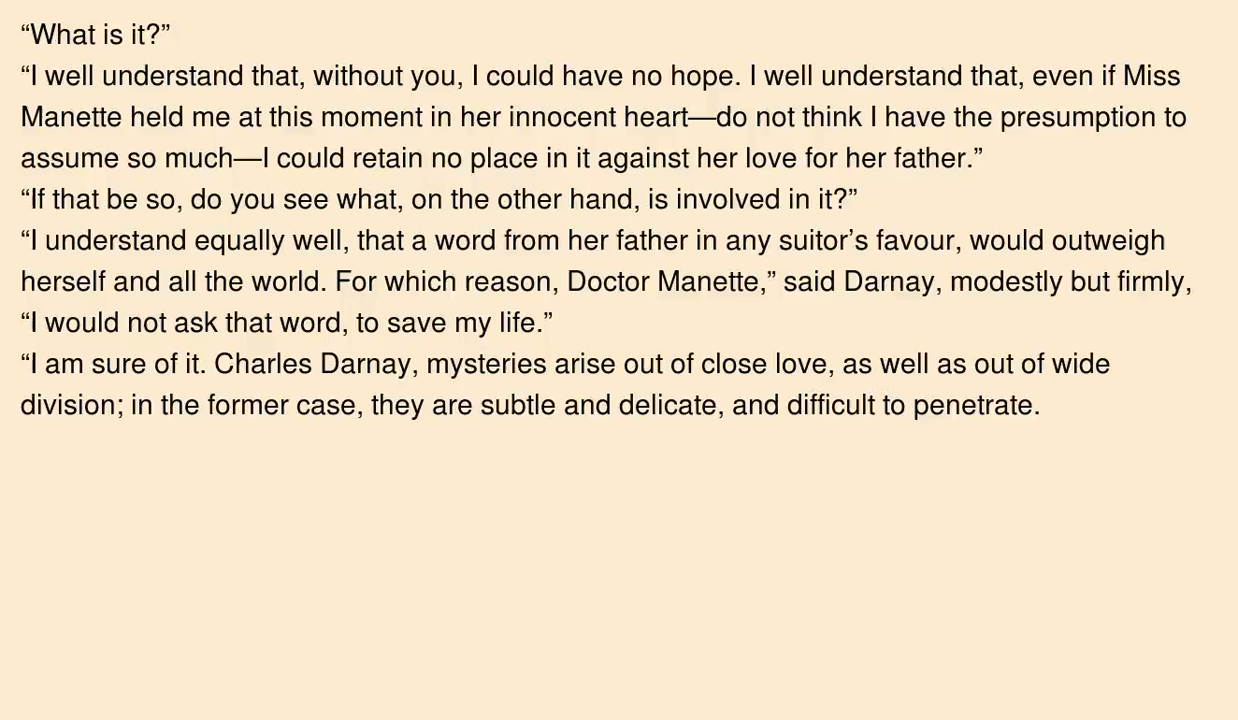 “What is it?”
“I well understand that, without you, I could have no hope. I well understand that, even if Miss
Manette held me at this moment in her innocent heart—do not think I have the presumption to
assume so much—I could retain no place in it against her love for her father.”
“If that be so, do you see what, on the other hand, is involved in it?”
“I understand equally well, that a word from her father in any suitor’s favour, would outweigh
herself and all the world. For which reason, Doctor Manette,” said Darnay, modestly but firmly,
“I would not ask that word, to save my life.”
“I am sure of it. Charles Darnay, mysteries arise out of close love, as well as out of wide
division; in the former case, they are subtle and delicate, and difficult to penetrate.